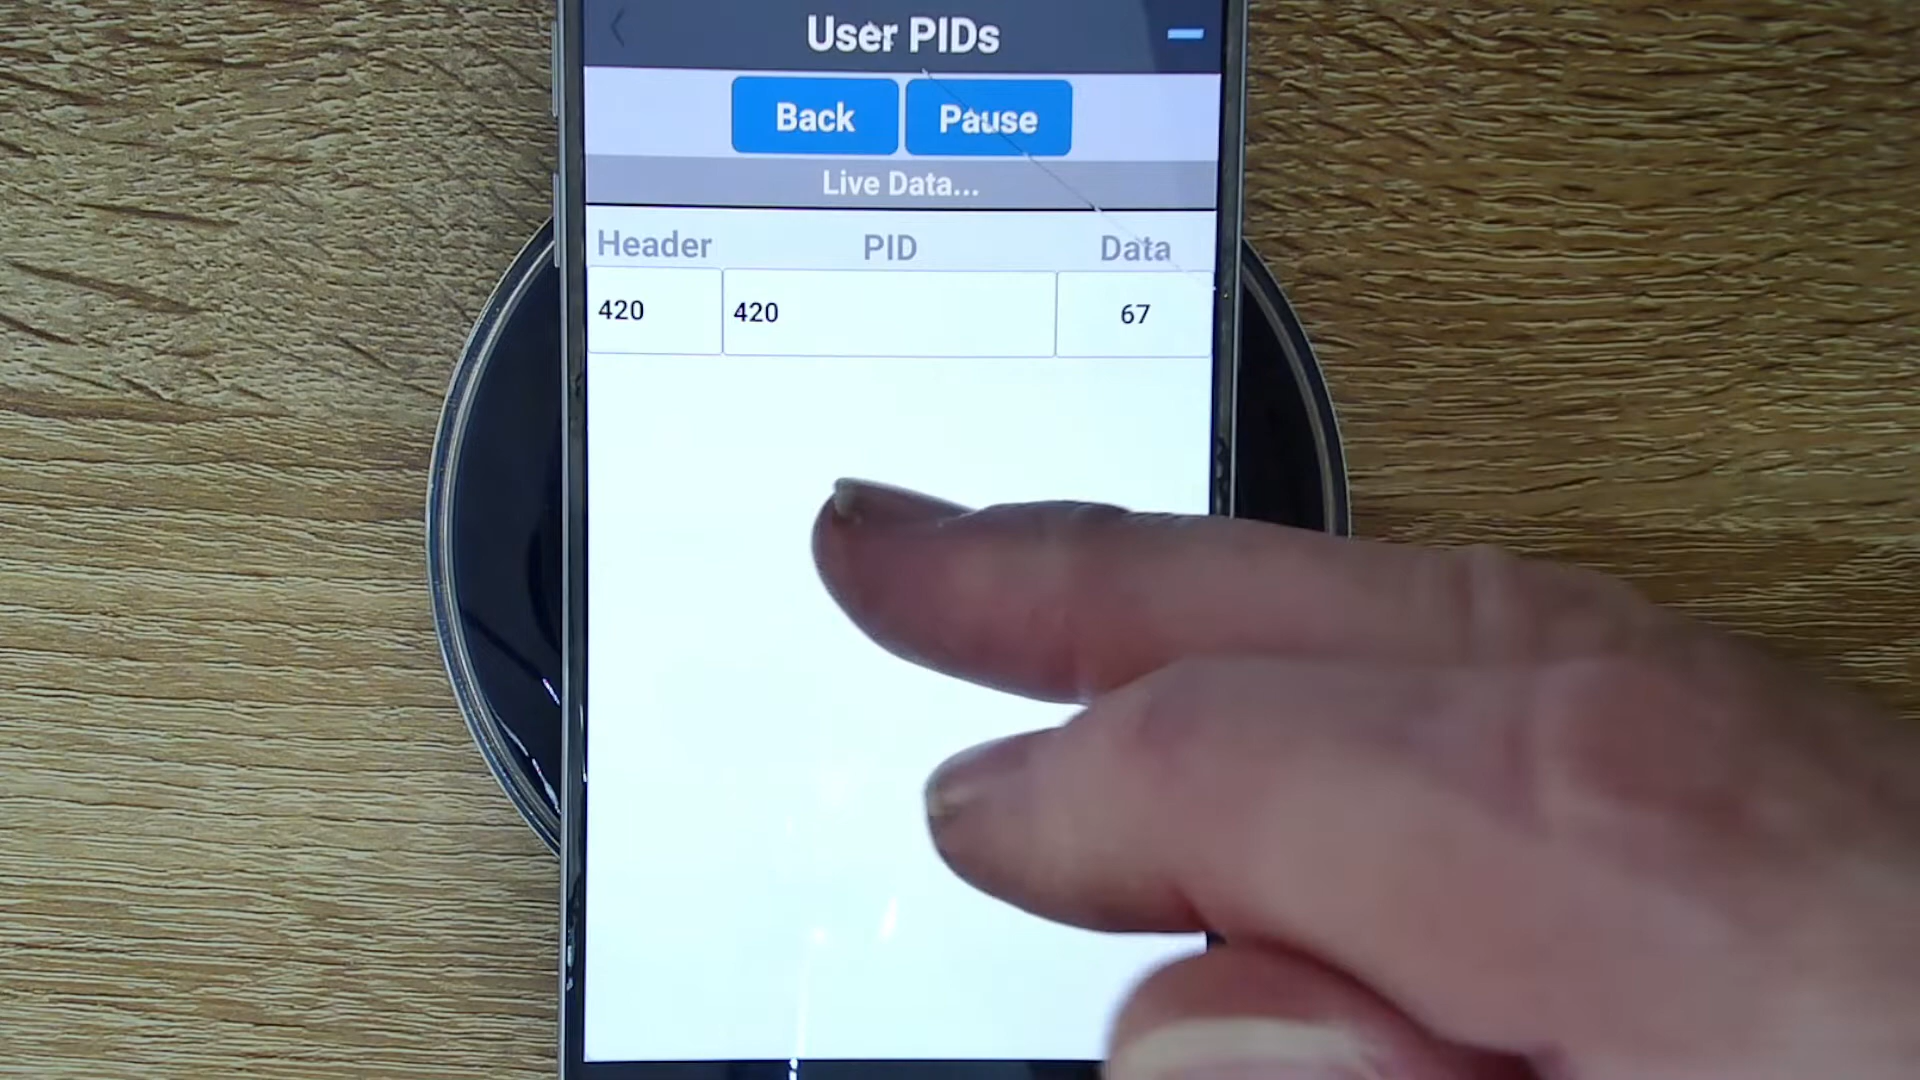 User PIDs
Back Pause
Live Data...
Header PID Data
420 420 67